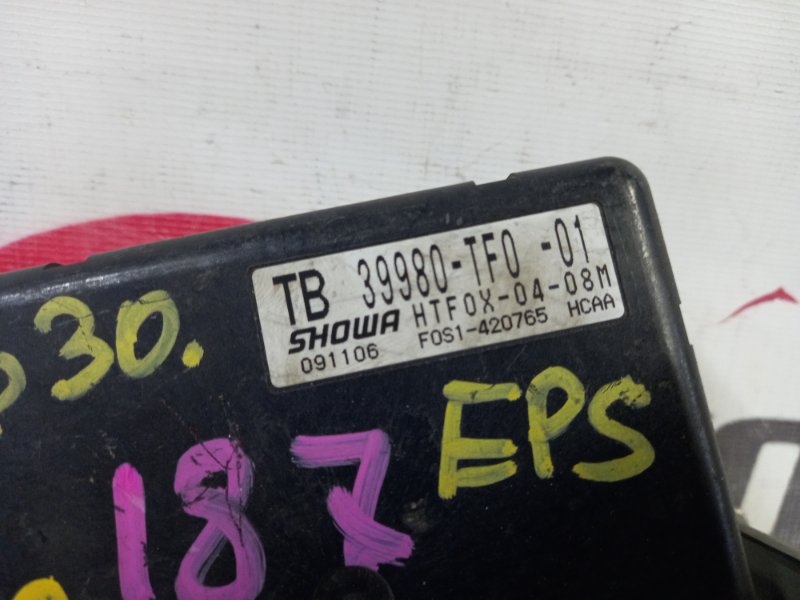 TB 39980-TF0 -01
SHOWA HTF0X-04-08M
091106 F0S1-420765 HCAA
30.
187 EPS